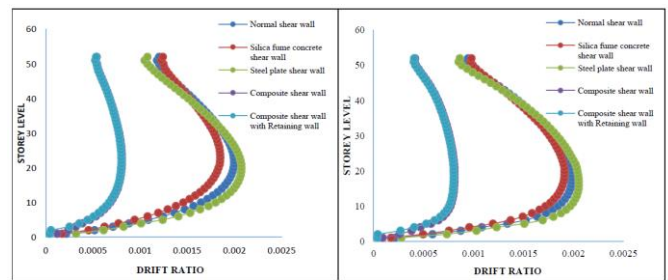 60
50
40
30
20
10
0
STOREY LEVEL
0
0.0005
0.001
0.0015
0.002
0.0025
DRIFT RATIO
Normal shear wall
Silica fume concrete
shear wall
Steel plate shear wall
Composite shear wall
Composite shear wall
with Retaining wall
60
50
40
30
20
10
0
STOREY LEVEL
0
0.0005
0.001
0.0015
0.002
0.0025
DRIFT RATIO
Normal shear wall
Silica fume concrete
shear wall
Steel plate shear wall
Composite shear wall
Composite shear wall
with Retaining wall